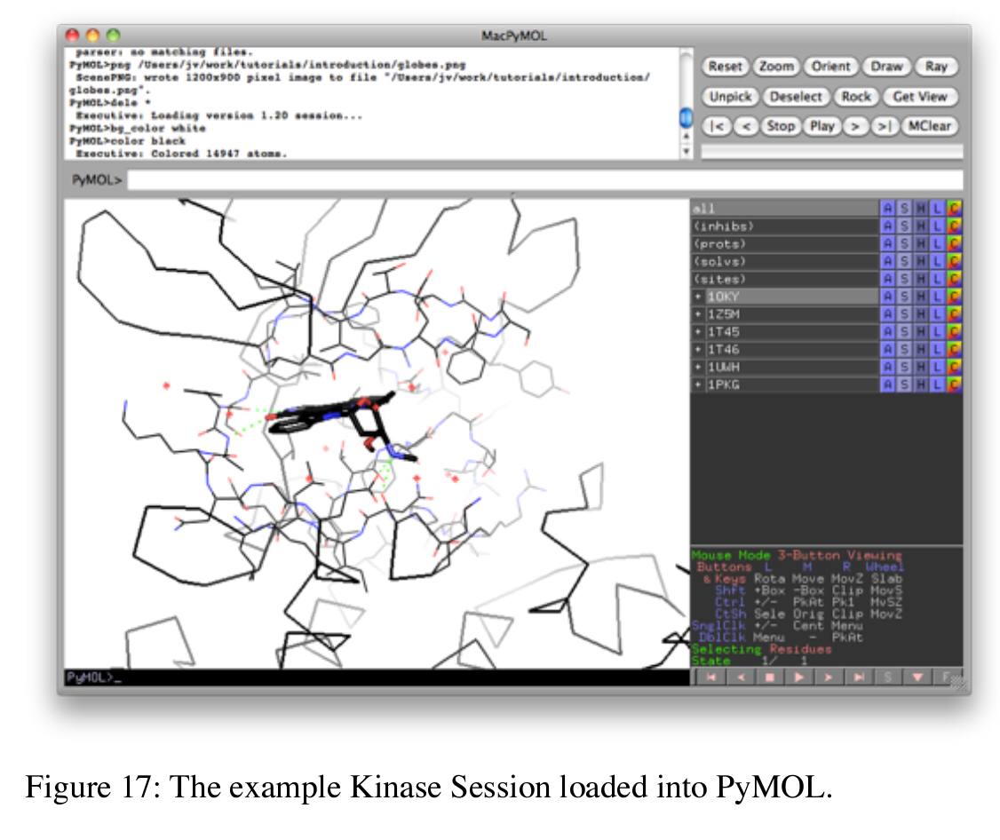 MacPyMOL
parser: no matching files.
PyMOL>png /Users/jv/work/tutorials/introduction/globes.png
ScenePNG: wrote 1200x900 pixel image to file "/Users/jv/work/tutorials/introduction/
globes.png".
PyMOL>dele *
Executive: Loading version 1.20 session...
PyMOL>bg_color white
PyMOL>color black
Executive: Colored 14947 atoms.
Reset Zoom Orient Draw Ray
Unpick Deselect Rock Get View
|< < Stop Play > >| MClear
PyMOL>
all A S H L C
(inhibs) A S H L C
(prots) A S H L C
(solvs) A S H L C
(sites) A S H L C
+ 1OKY A S H L C
+ 1Z5M A S H L C
+ 1T45 A S H L C
+ 1T46 A S H L C
+ 1UWH A S H L C
+ 1PKG A S H L C
Mouse Mode 3-Button Viewing
Buttons L M R Wheel
& Keys Rota Move MovZ Slab
Shft +Box -Box Clip MovS
Ctrl +/- PkAt Pk1 MvSZ
CtSh Sele Orig Clip MovZ
SnglClk +/- Cent Menu
DblClk Menu - PkAt
Selecting Residues
State 1/ 1
PyMOL>_
S F
Figure 17: The example Kinase Session loaded into PyMOL.